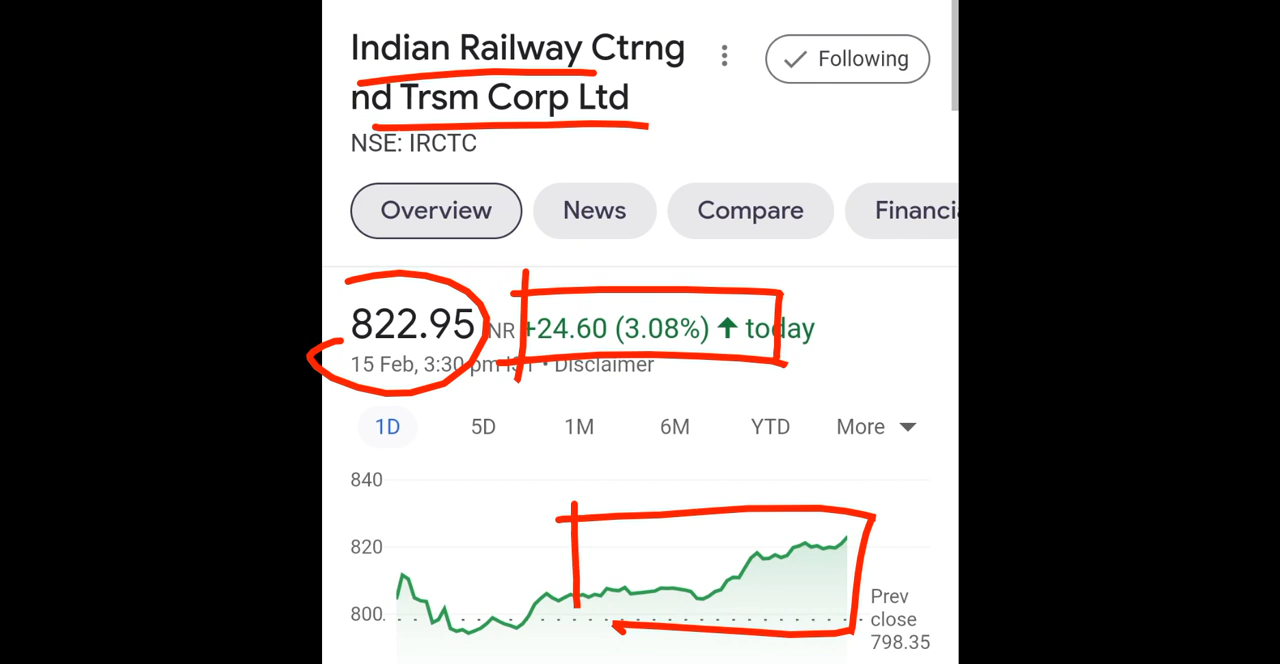 Indian Railway Ctrng
nd Trsm Corp Ltd
Following
NSE: IRCTC
Overview
News
Compare
Financi
822.95 INR +24.60 (3.08%) ↑ today
15 Feb, 3:30 pm IST • Disclaimer
1D
5D
1M
6M
YTD
More
840
820
800
Prev
close
798.35